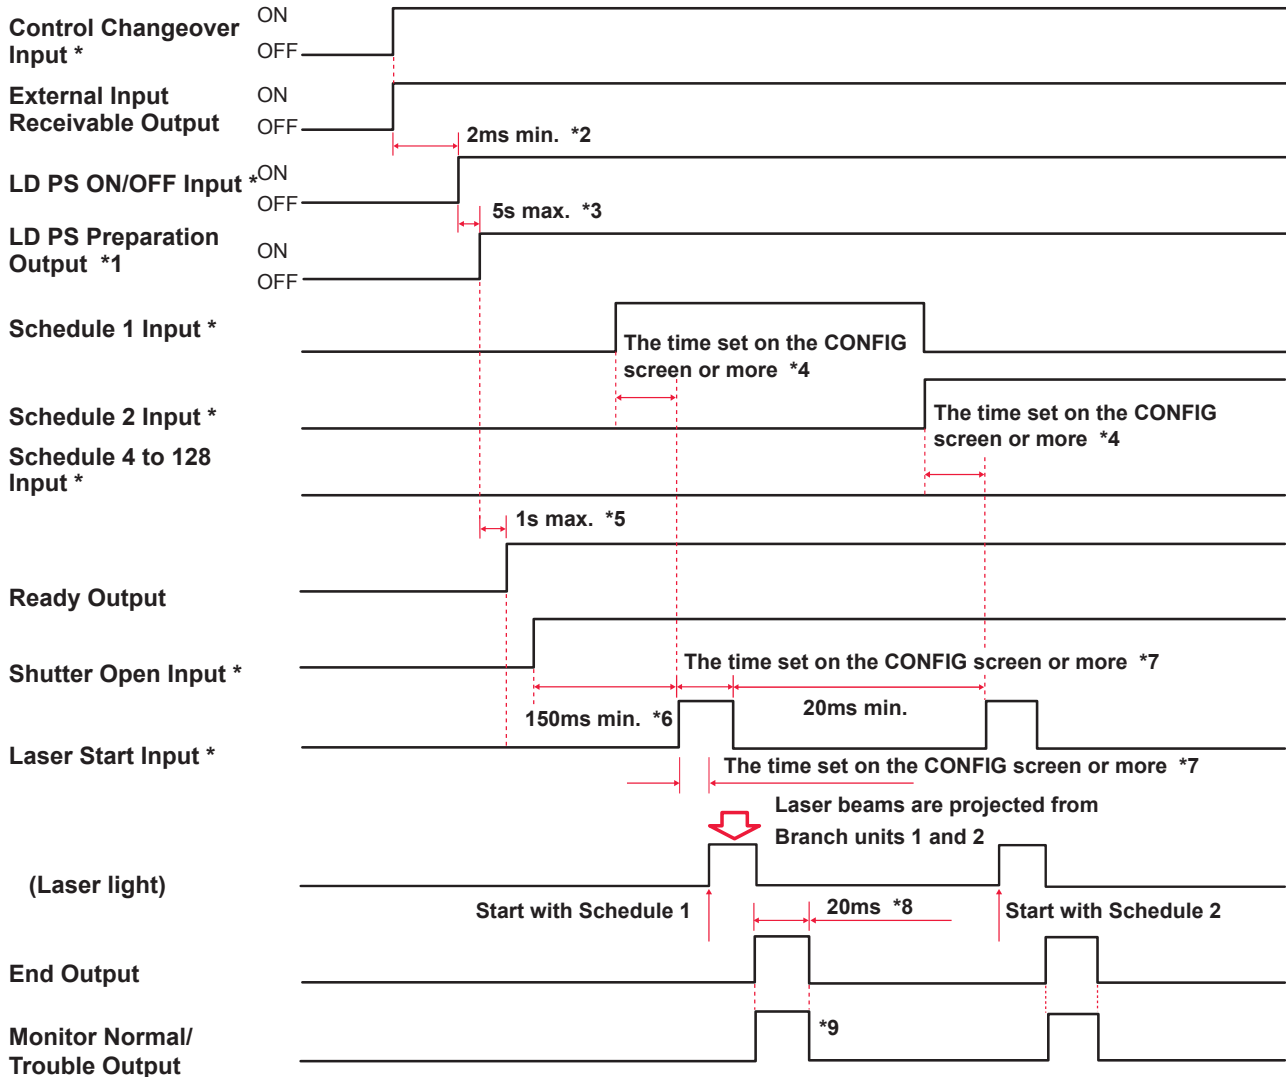 Control Changeover
Input *
ON
OFF
External Input
Receivable Output
ON
OFF
2ms min. *2
LD PS ON/OFF Input *
ON
OFF
5s max. *3
LD PS Preparation
Output *1
ON
OFF
Schedule 1 Input *
The time set on the CONFIG
screen or more *4
Schedule 2 Input *
The time set on the CONFIG
screen or more *4
Schedule 4 to 128
Input *
1s max. *5
Ready Output
Shutter Open Input *
The time set on the CONFIG screen or more *7
150ms min. *6
20ms min.
Laser Start Input *
The time set on the CONFIG screen or more *7
Laser beams are projected from
Branch units 1 and 2
(Laser light)
Start with Schedule 1
20ms *8
Start with Schedule 2
End Output
Monitor Normal/
Trouble Output
*9